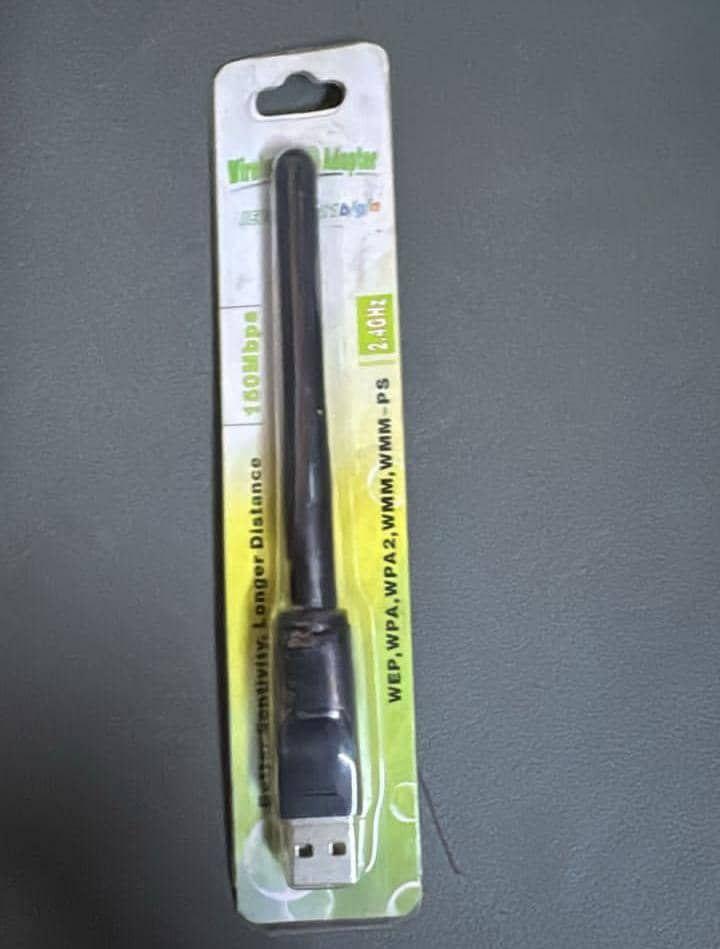 Adapter
b/g/n
150Mbps
2.4GHz
Longer Distance
WEP,WPA,WPA2,WMM,WMM-PS